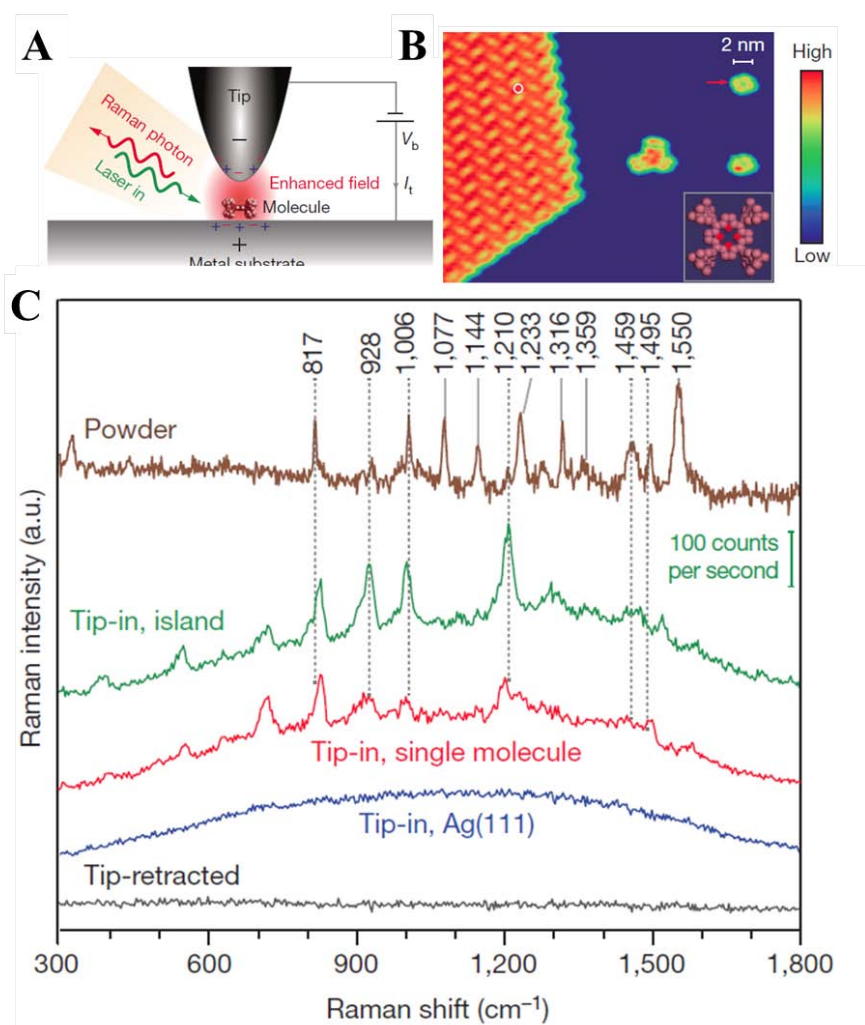 A
Tip
−
Raman photon
Laser in
Enhanced field
Molecule
+
Metal substrate
Vb
It
B
2 nm
High
Low
C
817
928
1,006
1,077
1,144
1,210
1,233
1,316
1,359
1,459
1,495
1,550
Powder
100 counts
per second
Tip-in, island
Tip-in, single molecule
Tip-in, Ag(111)
Tip-retracted
Raman intensity (a.u.)
300 600 900 1,200 1,500 1,800
Raman shift (cm⁻¹)